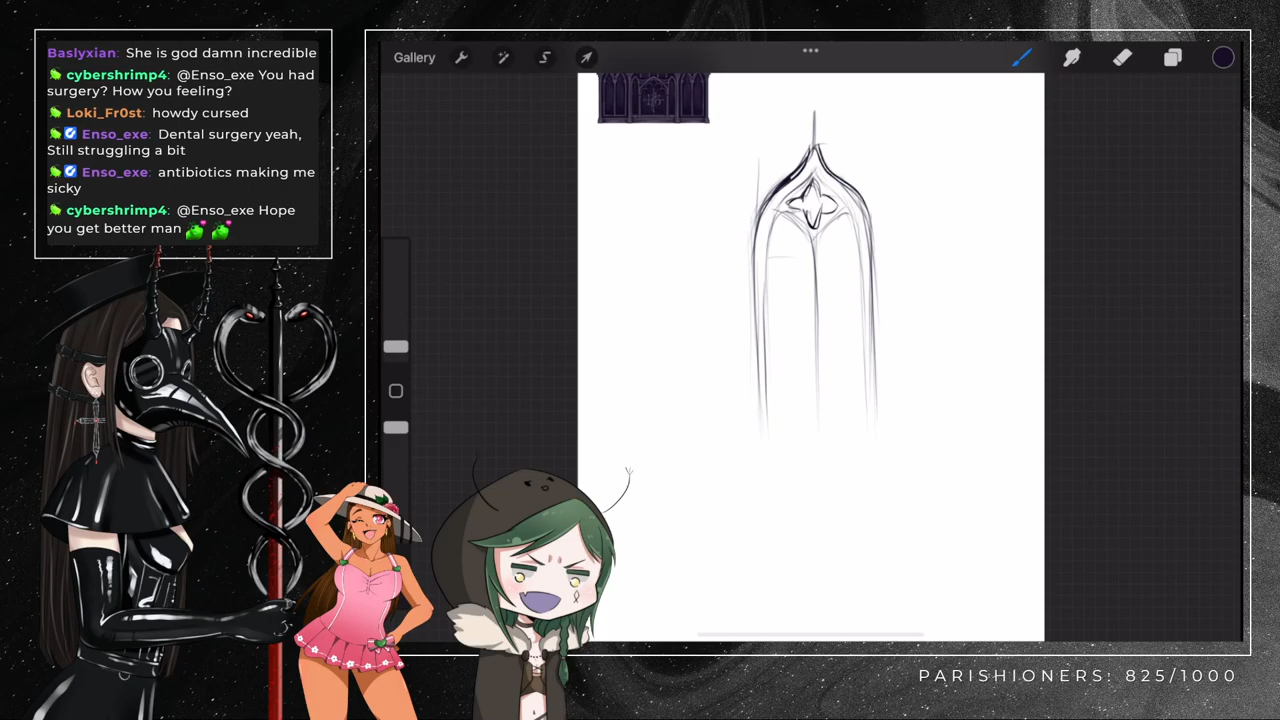 Baslyxian: She is god damn incredible
cybershrimp4: @Enso_exe You had
surgery? How you feeling?
Loki_Fr0st: howdy cursed
Enso_exe: Dental surgery yeah,
Still struggling a bit
Enso_exe: antibiotics making me
sicky
cybershrimp4: @Enso_exe Hope
you get better man
Gallery
PARISHIONERS: 825/1000